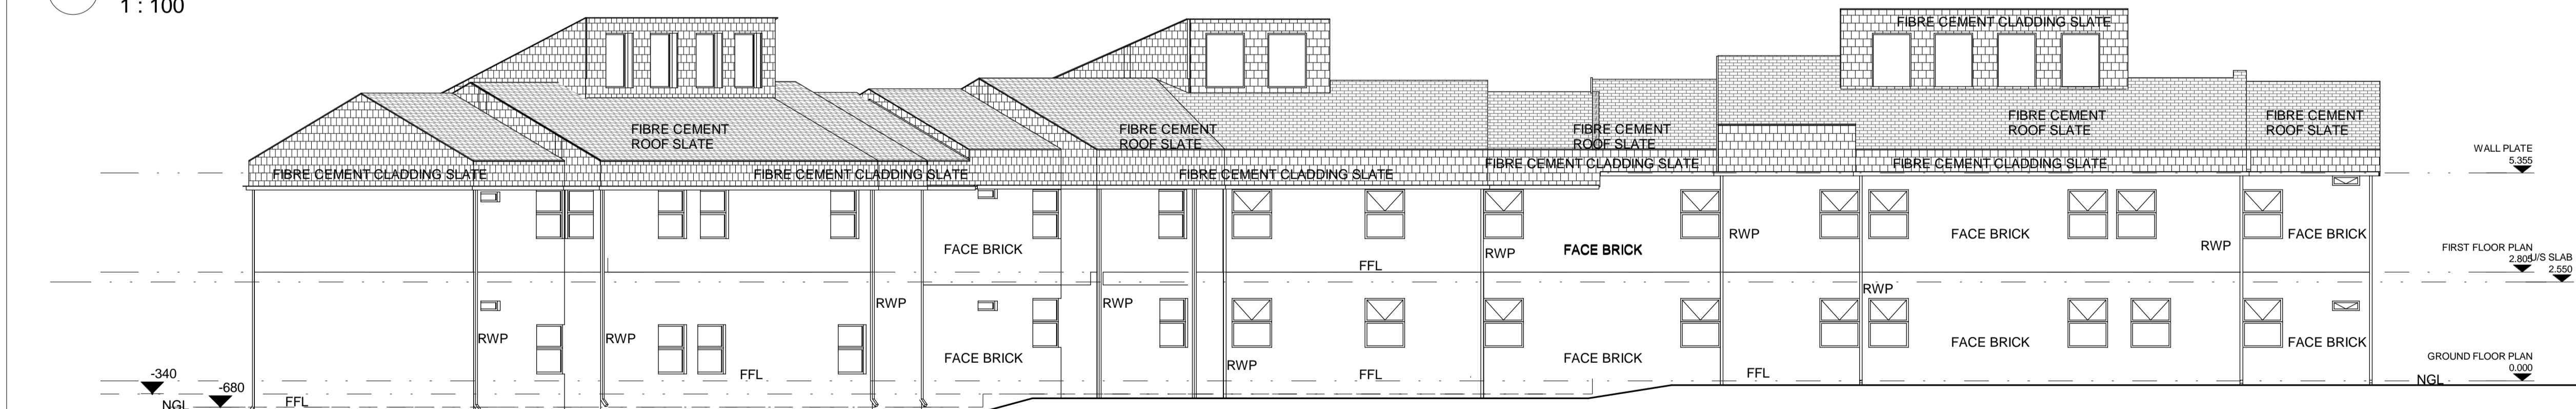 1 : 100
FIBRE CEMENT CLADDING SLATE
FIBRE CEMENT
ROOF SLATE
FIBRE CEMENT
ROOF SLATE
FIBRE CEMENT
ROOF SLATE
FIBRE CEMENT
ROOF SLATE
FIBRE CEMENT
ROOF SLATE
WALL PLATE
5.355
FIBRE CEMENT CLADDING SLATE
FIBRE CEMENT CLADDING SLATE
FIBRE CEMENT CLADDING SLATE
FIBRE CEMENT CLADDING SLATE
FIBRE CEMENT CLADDING SLATE
FACE BRICK
RWP
FACE BRICK
RWP
FACE BRICK
RWP
FACE BRICK
FFL
FIRST FLOOR PLAN
2.805
U/S SLAB
2.550
RWP
RWP
RWP
RWP
RWP
FACE BRICK
RWP
FACE BRICK
FACE BRICK
FACE BRICK
GROUND FLOOR PLAN
0.000
-340
FFL
FFL
FFL
NGL
-680
NGL
FFL